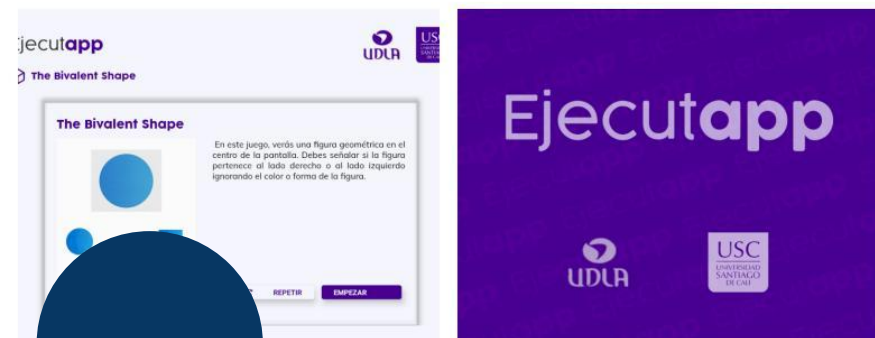 Ejecutapp
UDLA
USC
The Bivalent Shape
The Bivalent Shape
En este juego, verás una figura geométrica en el
centro de la pantalla. Debes señalar si la figura
pertenece al lado derecho o al lado izquierdo
ignorando el color o forma de la figura.
REPETIR
EMPEZAR
Ejecutapp
UDLA
USC
UNIVERSIDAD
SANTIAGO
DE CALI